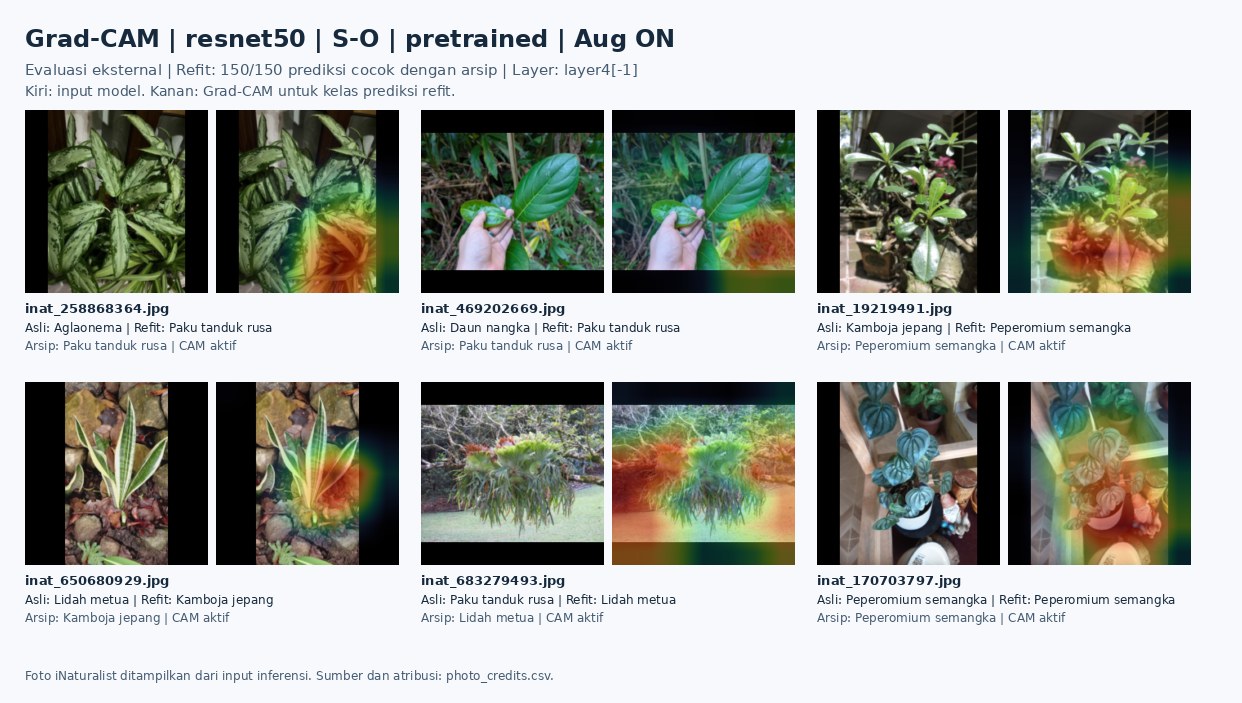 Grad-CAM | resnet50 | S-O | pretrained | Aug ON
Evaluasi eksternal | Refit: 150/150 prediksi cocok dengan arsip | Layer: layer4[-1]
Kiri: input model. Kanan: Grad-CAM untuk kelas prediksi refit.
inat_258868364.jpg
Asli: Aglaonema | Refit: Paku tanduk rusa
Arsip: Paku tanduk rusa | CAM aktif
inat_469202669.jpg
Asli: Daun nangka | Refit: Paku tanduk rusa
Arsip: Paku tanduk rusa | CAM aktif
inat_19219491.jpg
Asli: Kamboja jepang | Refit: Peperomium semangka
Arsip: Peperomium semangka | CAM aktif
inat_650680929.jpg
Asli: Lidah metua | Refit: Kamboja jepang
Arsip: Kamboja jepang | CAM aktif
inat_683279493.jpg
Asli: Paku tanduk rusa | Refit: Lidah metua
Arsip: Lidah metua | CAM aktif
inat_170703797.jpg
Asli: Peperomium semangka | Refit: Peperomium semangka
Arsip: Peperomium semangka | CAM aktif
Foto iNaturalist ditampilkan dari input inferensi. Sumber dan atribusi: photo_credits.csv.